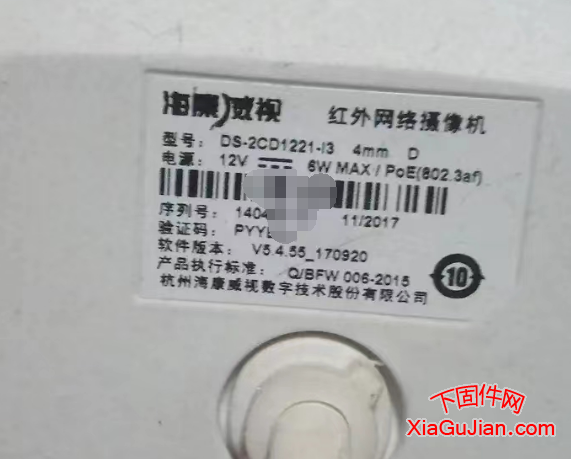 海康威视 红外网络摄像机
型号: DS-2CD1221-I3 4mm D
电源: 12V 6W MAX / PoE(802.3af)
序列号: 1404 11/2017
验证码: PYY
软件版本: V5.4.55_170920
产品执行标准: Q/BFW 006-2015
杭州海康威视数字技术股份有限公司
10
下固件网
XiaGuJian.com